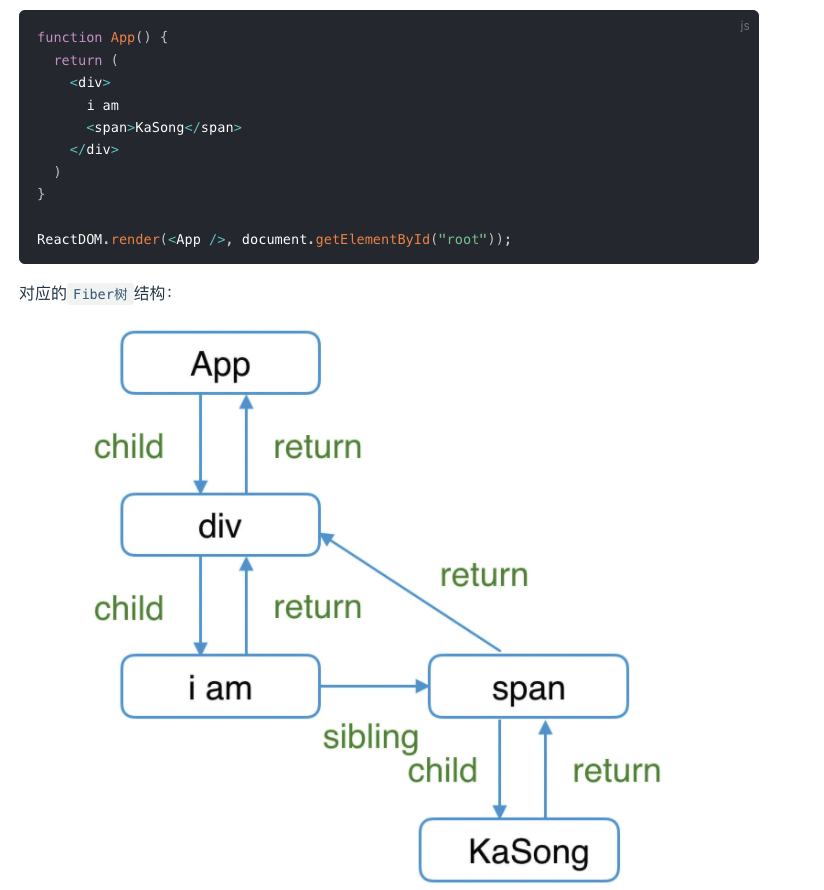 js
function App() {
  return (
    <div>
      i am
      <span>KaSong</span>
    </div>
  )
}
ReactDOM.render(<App />, document.getElementById("root"));
对应的 Fiber树 结构：
App
child return
div
return
child return
i am span
sibling
child return
KaSong